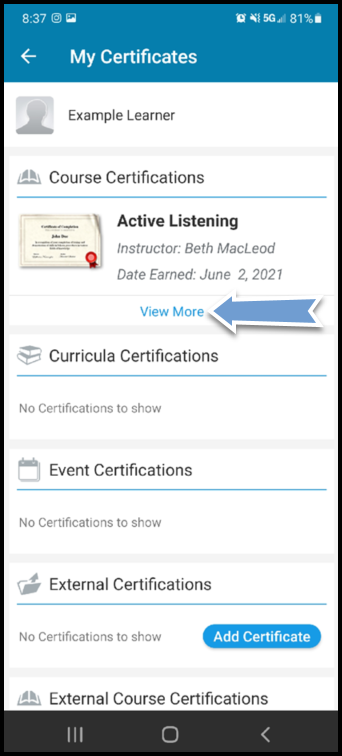 8:37 5G 81%
My Certificates
Example Learner
Course Certifications
Certificate of Completion
John Doe
Active Listening
Instructor: Beth MacLeod
Date Earned: June 2, 2021
View More
Curricula Certifications
No Certifications to show
Event Certifications
No Certifications to show
External Certifications
No Certifications to show
Add Certificate
External Course Certifications